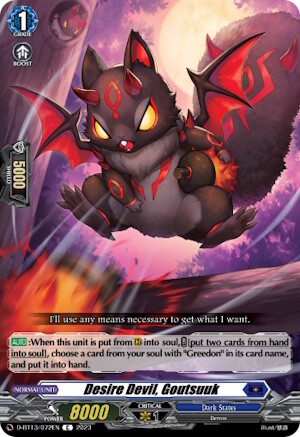 1
GRADE
BOOST
5000
SHIELD
I'll use any means necessary to get what I want.
AUTO :When this unit is put from RC into soul, [put two cards from hand
into soul], choose a card from your soul with "Greedon" in its card name,
and put it into hand.
NORMAL UNIT
Desire Devil, Goutsuuk
D-BT13/072EN C 2023
POWER 8000
CRITICAL
1
Dark States
Demon